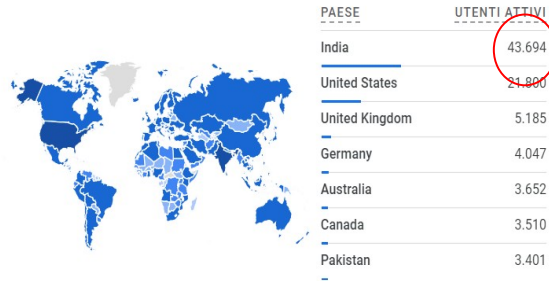 PAESE UTENTI ATTIVI
India 43.694
United States 21.800
United Kingdom 5.185
Germany 4.047
Australia 3.652
Canada 3.510
Pakistan 3.401